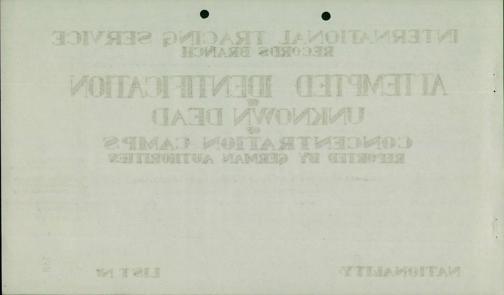 INTERNATIONAL TRACING SERVICE
RECORDS BRANCH
ATTEMPTED IDENTIFICATION
OF
UNKNOWN DEAD
OF
CONCENTRATION CAMPS
REPORTED BY GERMAN AUTHORITIES
NATIONALITY
LIST Nº